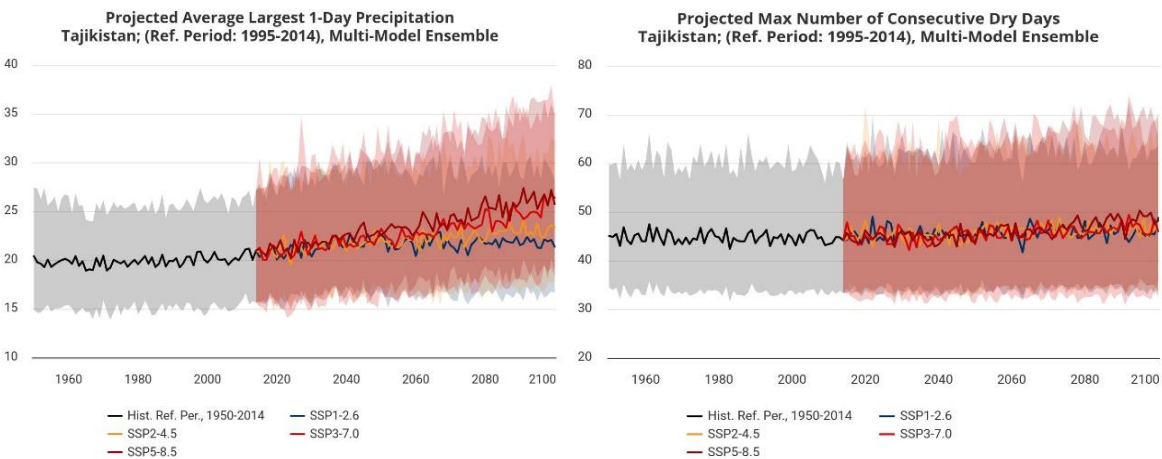 Projected Average Largest 1-Day Precipitation
Tajikistan; (Ref. Period: 1995-2014), Multi-Model Ensemble
40
35
30
25
20
15
10
1960
1980
2000
2020
2040
2060
2080
2100
Hist. Ref. Per., 1950-2014
SSP1-2.6
SSP2-4.5
SSP3-7.0
SSP5-8.5
Projected Max Number of Consecutive Dry Days
Tajikistan; (Ref. Period: 1995-2014), Multi-Model Ensemble
80
70
60
50
40
30
20
1960
1980
2000
2020
2040
2060
2080
2100
Hist. Ref. Per., 1950-2014
SSP1-2.6
SSP2-4.5
SSP3-7.0
SSP5-8.5